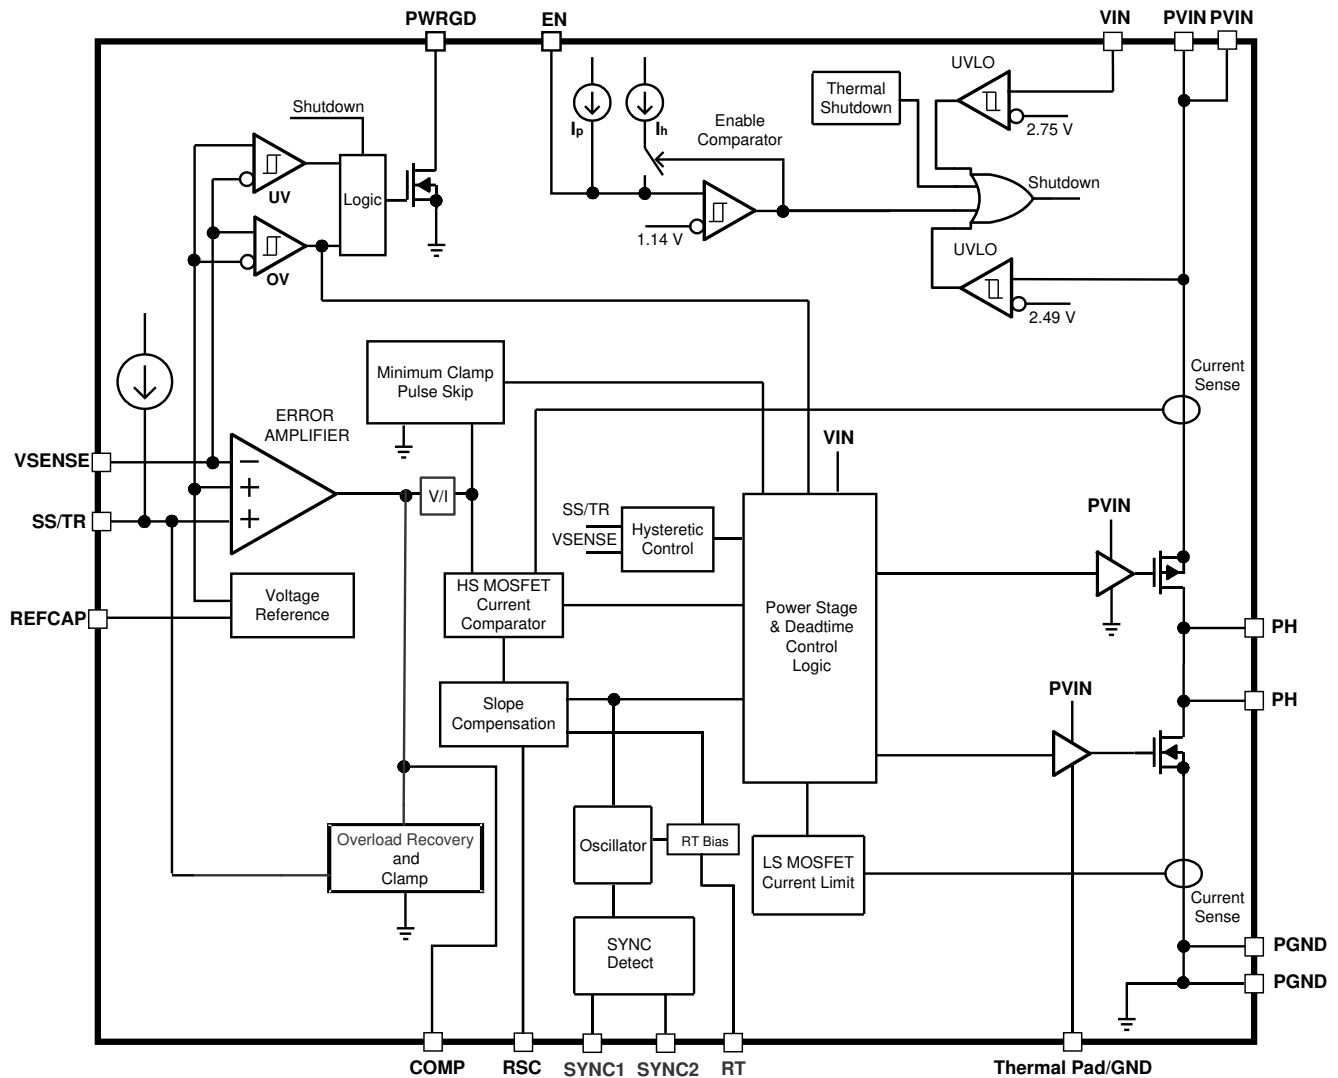 PWRGD
EN
VIN
PVIN PVIN
UVLO
Thermal
Shutdown
2.75 V
Shutdown
Ip
Ih
Enable
Comparator
UV
Logic
Shutdown
1.14 V
OV
UVLO
2.49 V
Current
Sense
Minimum Clamp
Pulse Skip
ERROR
AMPLIFIER
VIN
VSENSE
−
+
+
V/I
SS/TR
SS/TR
VSENSE
Hysteretic
Control
PVIN
Voltage
Reference
REFCAP
HS MOSFET
Current
Comparator
Power Stage
& Deadtime
Control
Logic
PH
Slope
Compensation
PVIN
PH
Overload Recovery
and
Clamp
Oscillator
RT Bias
LS MOSFET
Current Limit
Current
Sense
SYNC
Detect
PGND
PGND
COMP
RSC
SYNC1
SYNC2
RT
Thermal Pad/GND